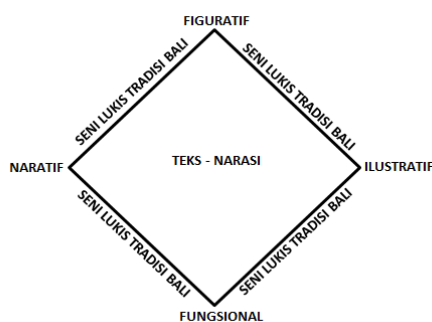 FIGURATIF
SENI LUKIS TRADISI BALI
SENI LUKIS TRADISI BALI
NARATIF
TEKS - NARASI
ILUSTRATIF
SENI LUKIS TRADISI BALI
SENI LUKIS TRADISI BALI
FUNGSIONAL